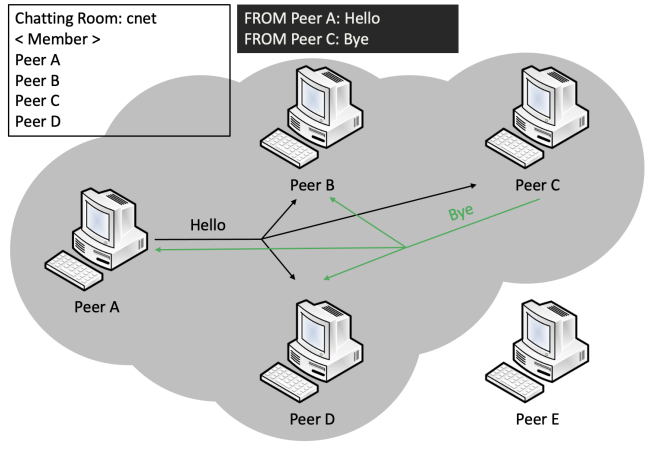 Chatting Room: cnet
< Member >
Peer A
Peer B
Peer C
Peer D
FROM Peer A: Hello
FROM Peer C: Bye
Peer B
Peer C
Hello
Bye
Peer A
Peer D
Peer E